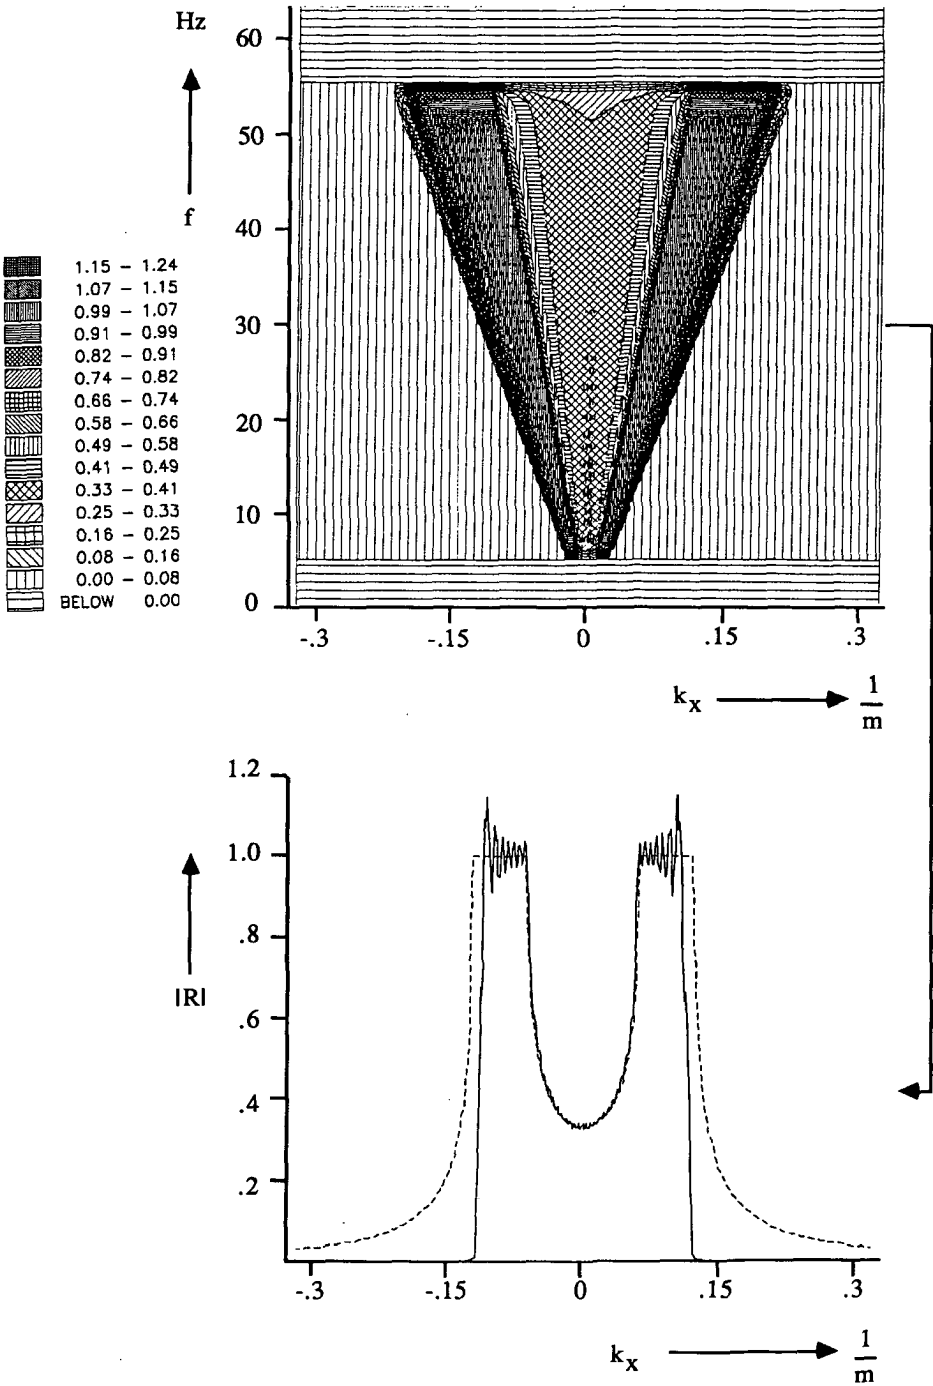 Hz
60
50
40
30
20
10
0
f
1.15 – 1.24
1.07 – 1.15
0.99 – 1.07
0.91 – 0.99
0.82 – 0.91
0.74 – 0.82
0.66 – 0.74
0.58 – 0.66
0.49 – 0.58
0.41 – 0.49
0.33 – 0.41
0.25 – 0.33
0.16 – 0.25
0.08 – 0.16
0.00 – 0.08
BELOW 0.00
-.3 -.15 0 .15 .3
kx 1/m
1.2
1.0
.8
.6
.4
.2
|R|
-.3 -.15 0 .15 .3
kx 1/m